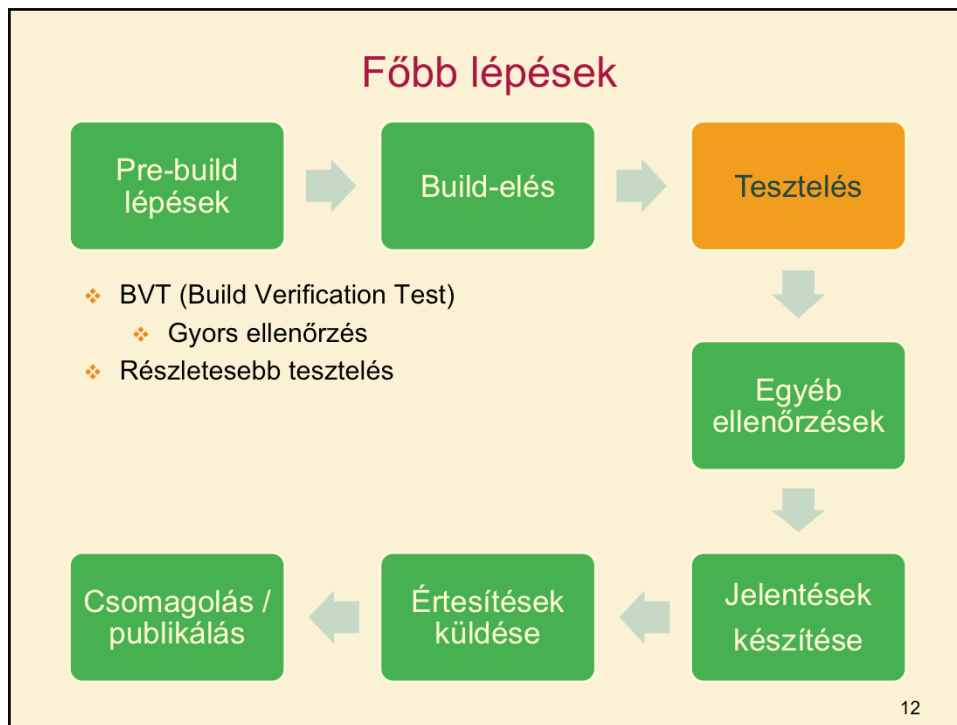 Főbb lépések
Pre-build
lépések
Build-elés
Tesztelés
BVT (Build Verification Test)
Gyors ellenőrzés
Részletesebb tesztelés
Egyéb
ellenőrzések
Jelentések
készítése
Értesítések
küldése
Csomagolás /
publikálás
12